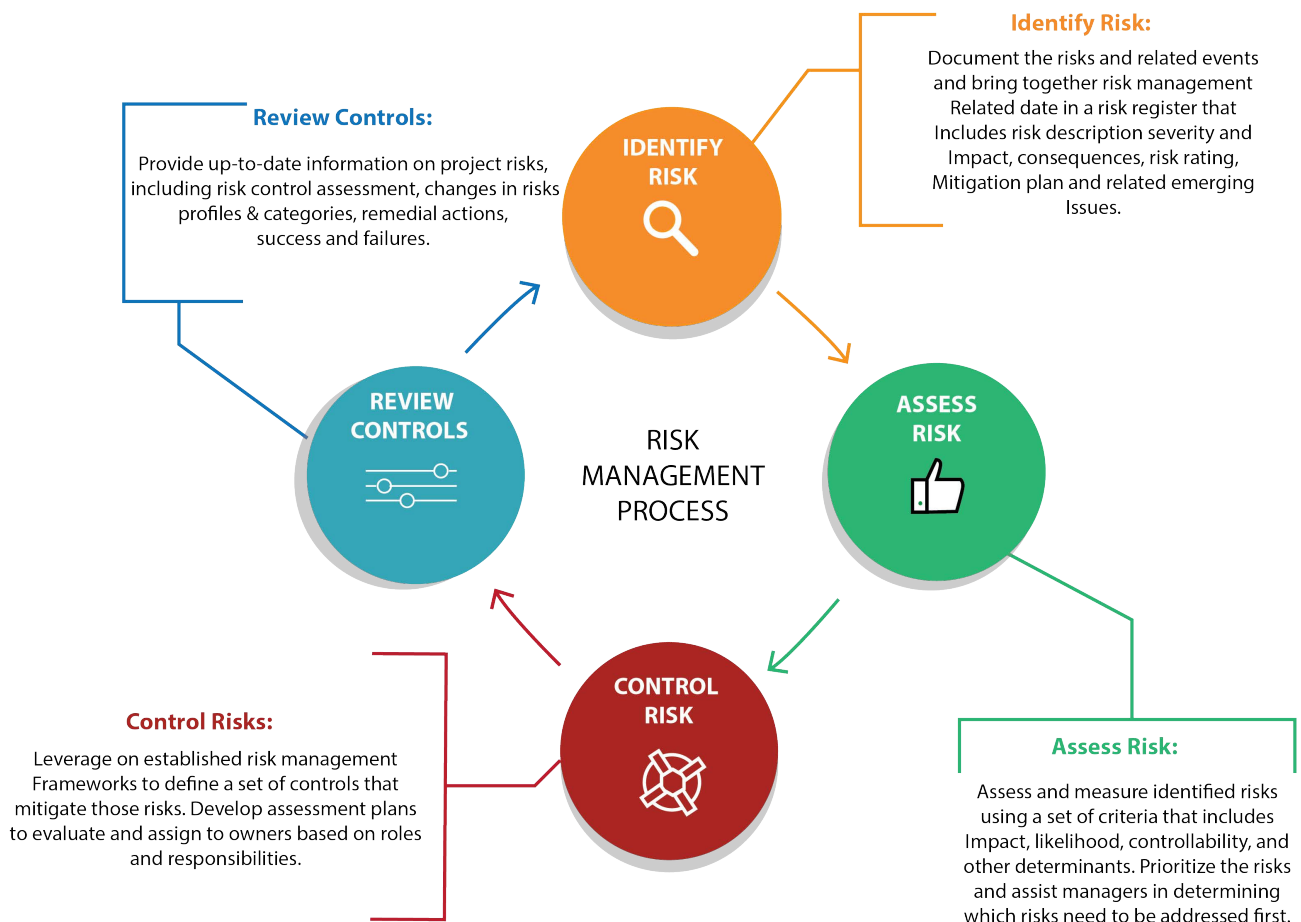 Identify Risk:
Document the risks and related events
and bring together risk management
Related date in a risk register that
Includes risk description severity and
Impact, consequences, risk rating,
Mitigation plan and related emerging
Issues.
Review Controls:
Provide up-to-date information on project risks,
including risk control assessment, changes in risks
profiles & categories, remedial actions,
success and failures.
IDENTIFY
RISK
REVIEW
CONTROLS
RISK
MANAGEMENT
PROCESS
ASSESS
RISK
CONTROL
RISK
Control Risks:
Leverage on established risk management
Frameworks to define a set of controls that
mitigate those risks. Develop assessment plans
to evaluate and assign to owners based on roles
and responsibilities.
Assess Risk:
Assess and measure identified risks
using a set of criteria that includes
Impact, likelihood, controllability, and
other determinants. Prioritize the risks
and assist managers in determining
which risks need to be addressed first.